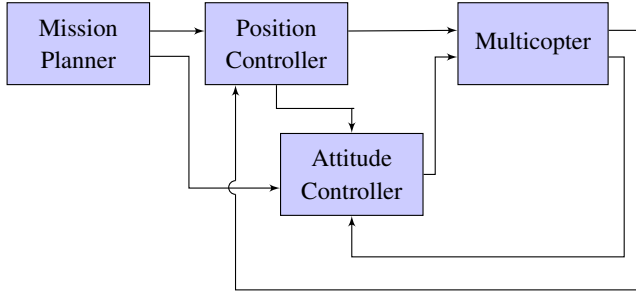 Mission
Planner
Position
Controller
Multicopter
Attitude
Controller